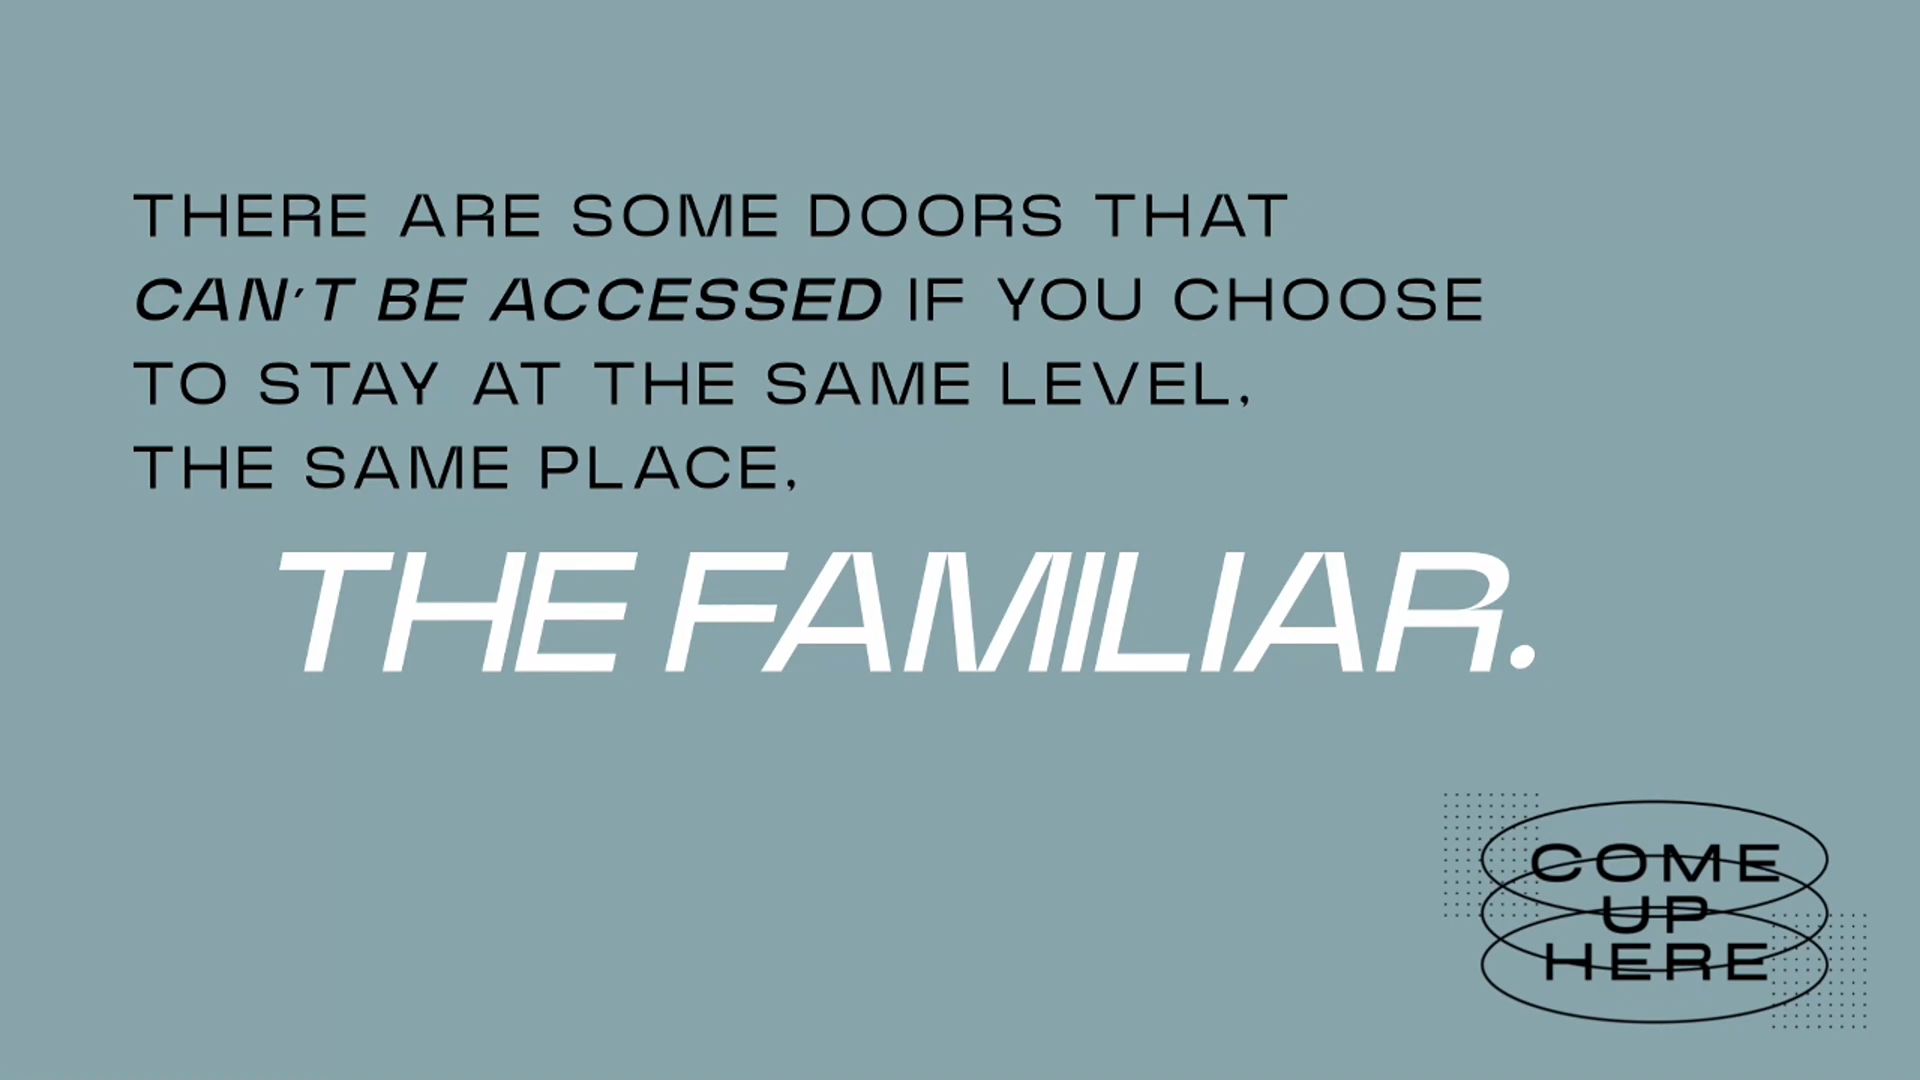 THERE ARE SOME DOORS THAT
CAN'T BE ACCESSED IF YOU CHOOSE
TO STAY AT THE SAME LEVEL,
THE SAME PLACE,
THE FAMILIAR.
COME
UP
HERE